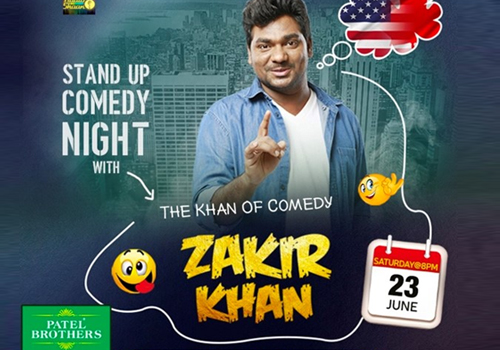 STAND UP
COMEDY
NIGHT
WITH
THE KHAN OF COMEDY
ZAKIR
KHAN
SATURDAY@8PM
23
JUNE
PATEL
BROTHERS